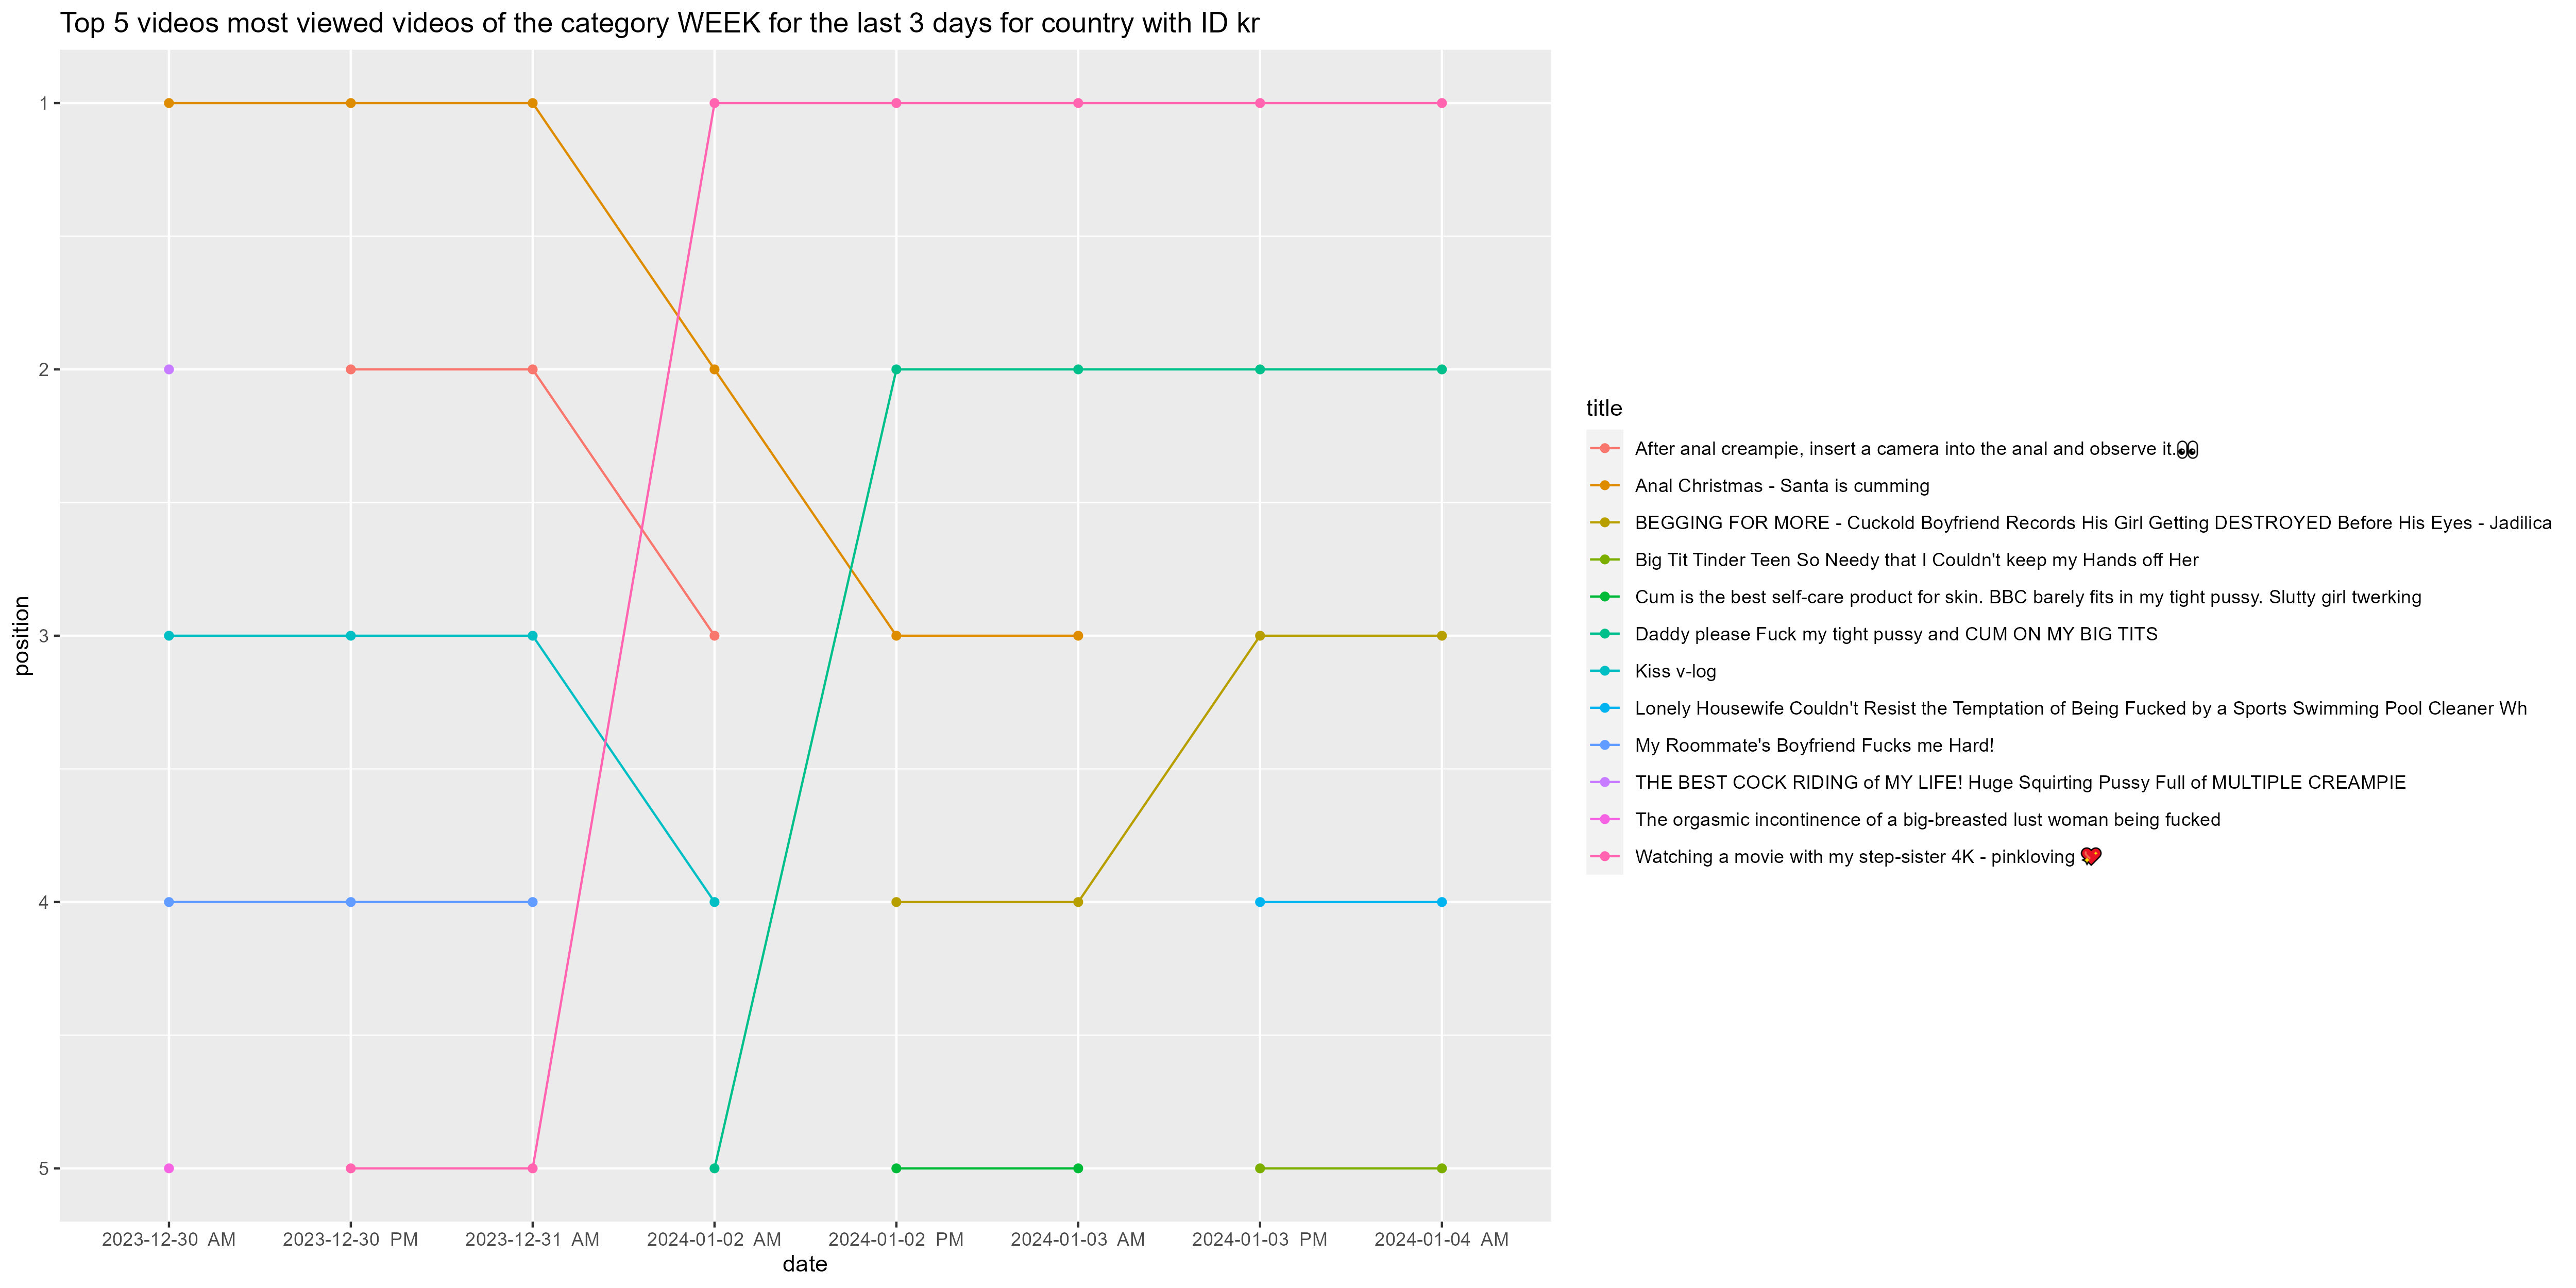 Top 5 videos most viewed videos of the category WEEK for the last 3 days for country with ID kr
position
1
2
3
4
5
2023-12-30 AM
2023-12-30 PM
2023-12-31 AM
2024-01-02 AM
2024-01-02 PM
2024-01-03 AM
2024-01-03 PM
2024-01-04 AM
date
title
After anal creampie, insert a camera into the anal and observe it.👀
Anal Christmas - Santa is cumming
BEGGING FOR MORE - Cuckold Boyfriend Records His Girl Getting DESTROYED Before His Eyes - Jadilica
Big Tit Tinder Teen So Needy that I Couldn't keep my Hands off Her
Cum is the best self-care product for skin. BBC barely fits in my tight pussy. Slutty girl twerking
Daddy please Fuck my tight pussy and CUM ON MY BIG TITS
Kiss v-log
Lonely Housewife Couldn't Resist the Temptation of Being Fucked by a Sports Swimming Pool Cleaner Wh
My Roommate's Boyfriend Fucks me Hard!
THE BEST COCK RIDING of MY LIFE! Huge Squirting Pussy Full of MULTIPLE CREAMPIE
The orgasmic incontinence of a big-breasted lust woman being fucked
Watching a movie with my step-sister 4K - pinkloving 💖